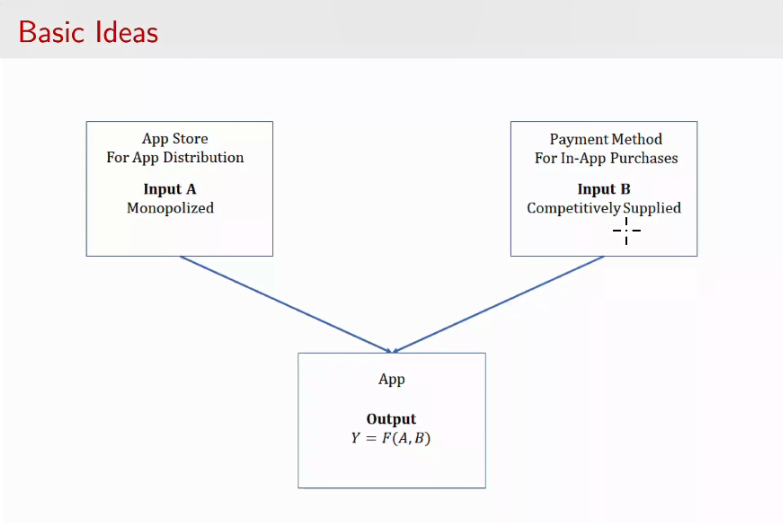 Basic Ideas
App Store
For App Distribution
Input A
Monopolized
Payment Method
For In-App Purchases
Input B
Competitively Supplied
App
Output
Y = F(A, B)